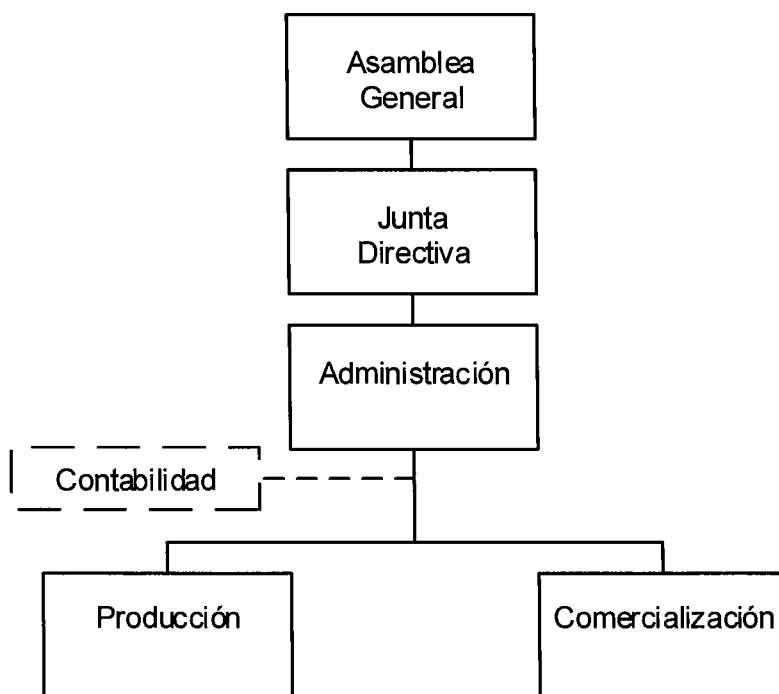 Asamblea
General
Junta
Directiva
Administración
Contabilidad
Producción
Comercialización